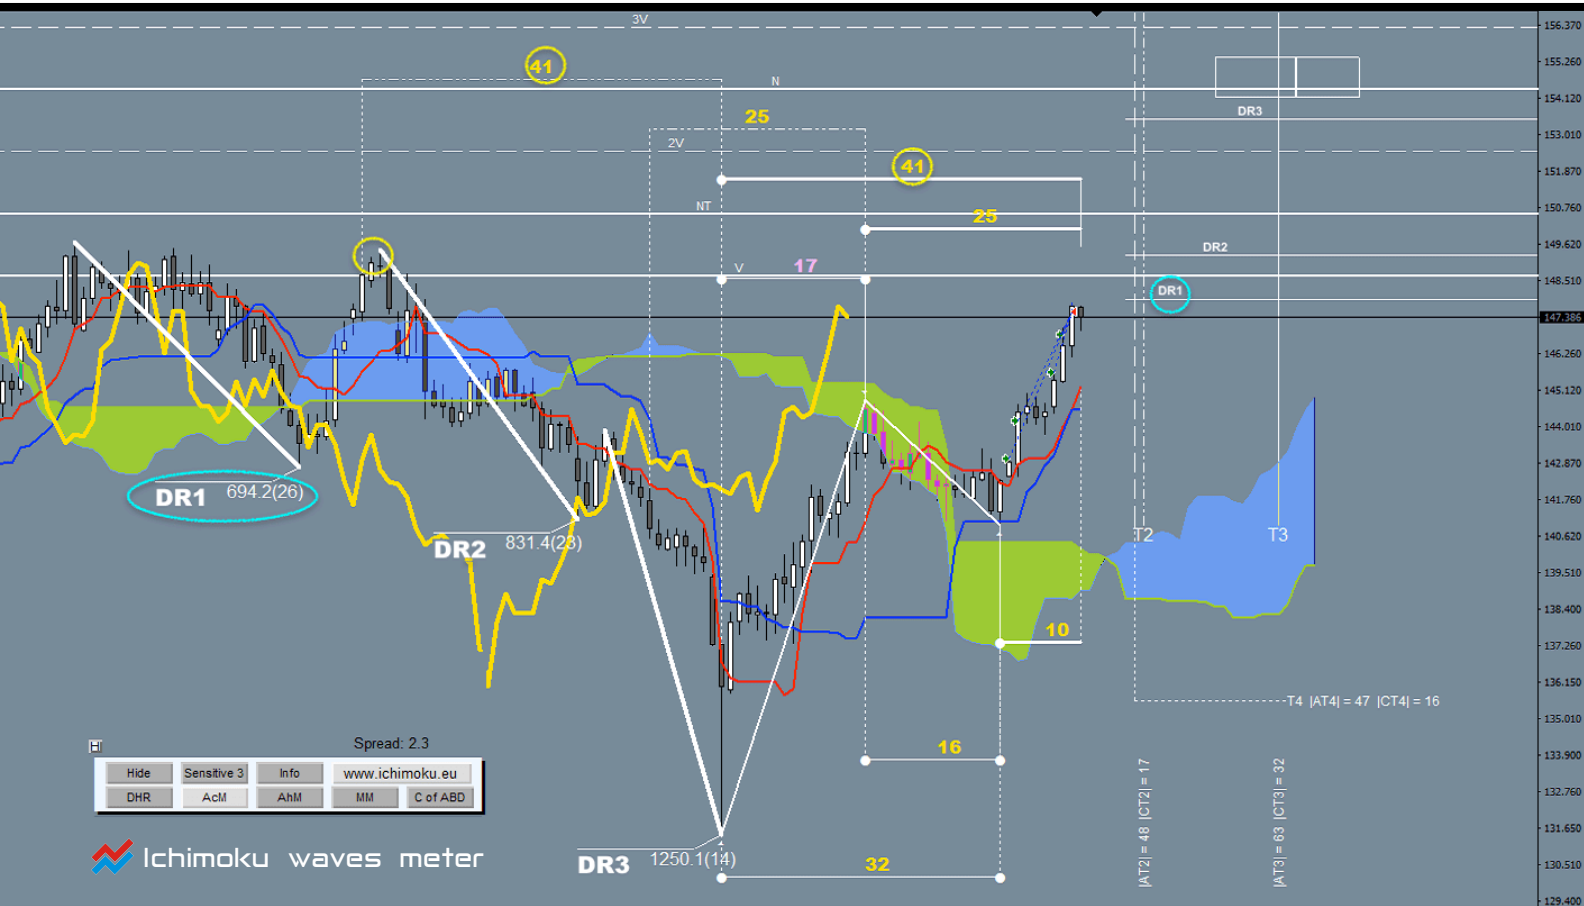 3V
156.370
41
155.260
N
154.120
25
DR3
153.010
2V
41
151.870
NT
150.760
25
DR2
149.620
V
17
148.510
DR1
147.386
146.260
145.120
144.010
142.870
DR1
694.2(26)
141.760
DR2
831.4(23)
T2
T3
140.620
139.510
138.400
10
137.260
136.150
T4 |AT4| = 47 |CT4| = 16
135.010
H
Spread: 2.3
16
133.900
Hide
Sensitive 3
Info
www.ichimoku.eu
DHR
AcM
AhM
MM
C of ABD
132.760
|AT2| = 48 |CT2| = 17
|AT3| = 63 |CT3| = 32
131.650
Ichimoku waves meter
DR3
1250.1(14)
32
130.510
129.400